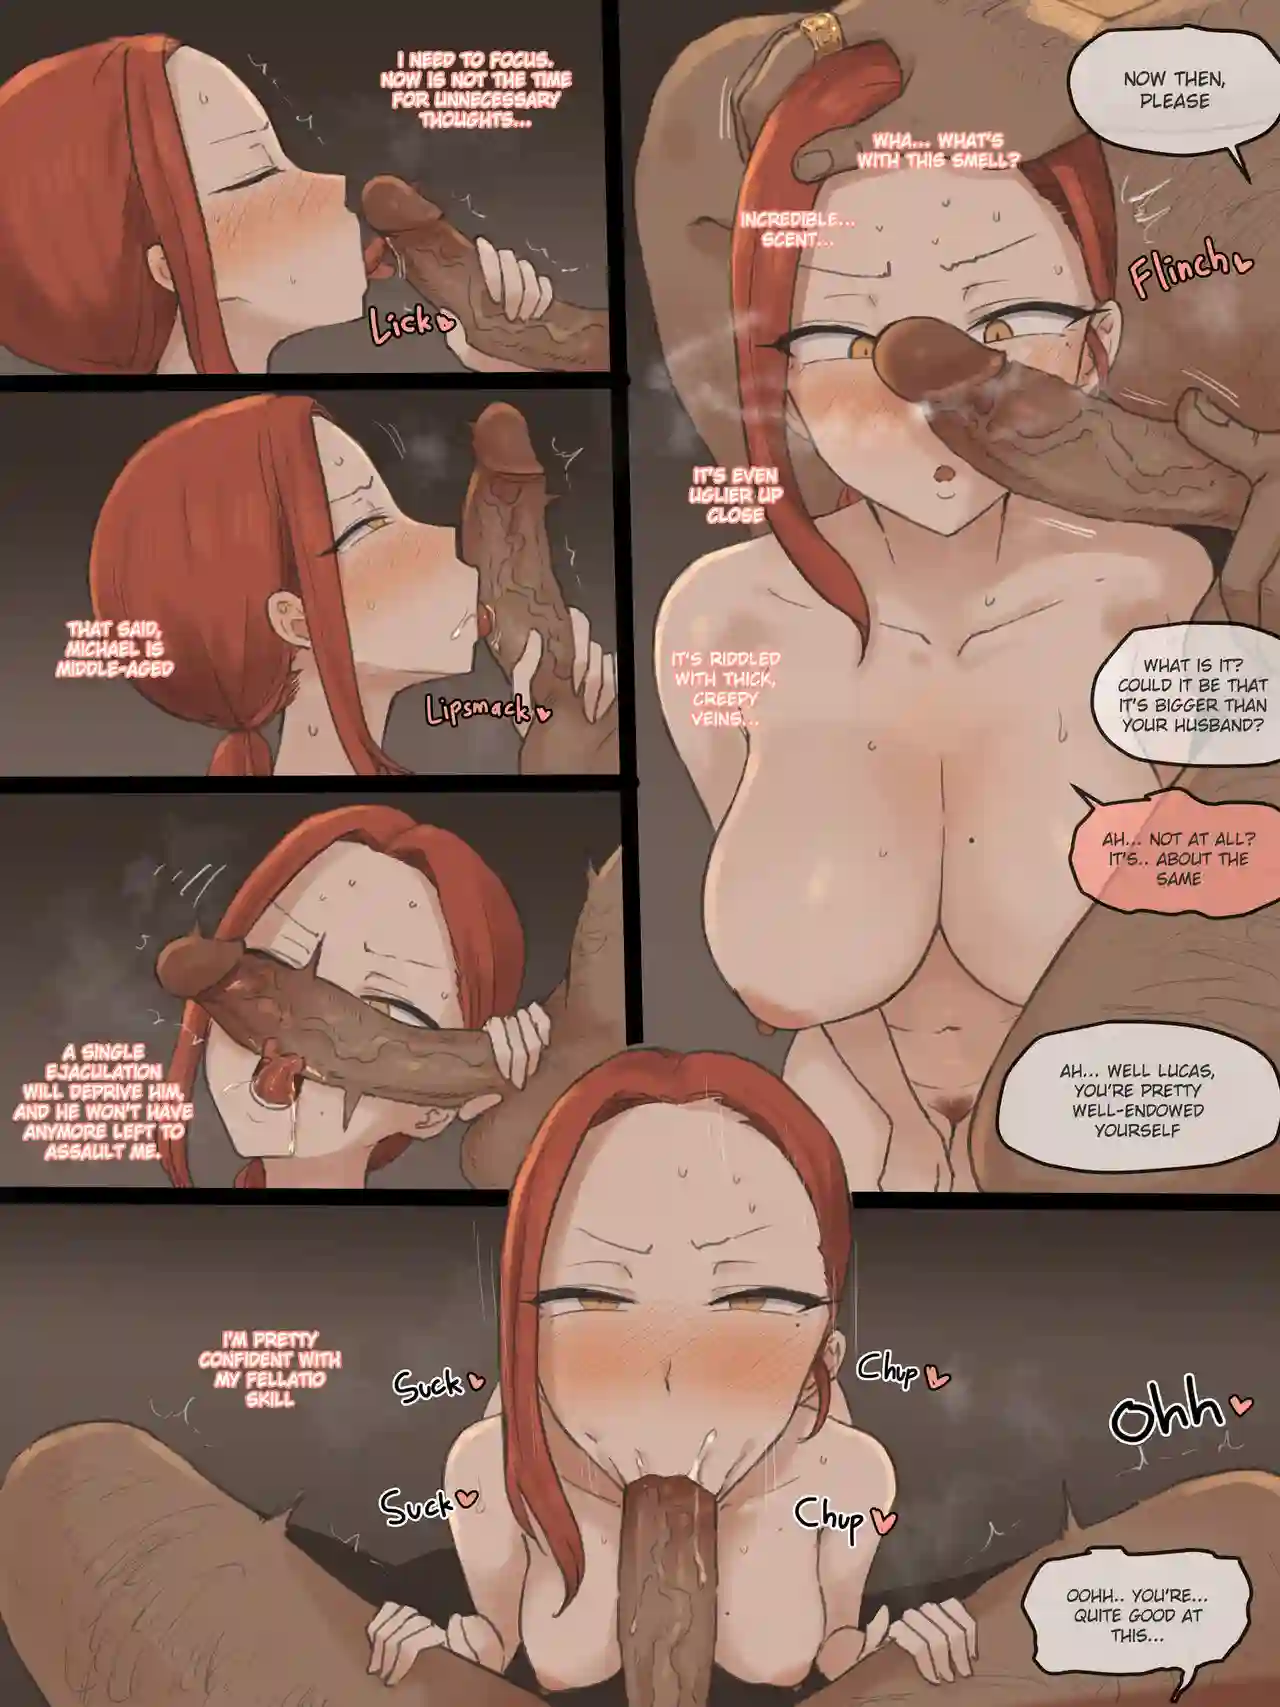 NOW THEN,
PLEASE
WHA... WHAT'S
WITH THIS SMELL?
INCREDIBLE...
SCENT...
Flinch
IT'S EVEN
UGLIER UP
CLOSE
IT'S RIDDLED
WITH THICK,
CREEPY
VEINS...
WHAT IS IT?
COULD IT BE THAT
IT'S BIGGER THAN
YOUR HUSBAND?
AH... NOT AT ALL?
IT'S.. ABOUT THE
SAME
AH... WELL LUCAS,
YOU'RE PRETTY
WELL-ENDOWED
YOURSELF
I NEED TO FOCUS.
NOW IS NOT THE TIME
FOR UNNECESSARY
THOUGHTS...
Lick
THAT SAID,
MICHAEL IS
MIDDLE-AGED
Lipsmack
A SINGLE
EJACULATION
WILL DEPRIVE HIM,
AND HE WON'T HAVE
ANYMORE LEFT TO
ASSAULT ME.
I'M PRETTY
CONFIDENT WITH
MY FELLATIO
SKILL
Suck
Chup
Ohh
Suck
Chup
OOHH.. YOU'RE...
QUITE GOOD AT
THIS...